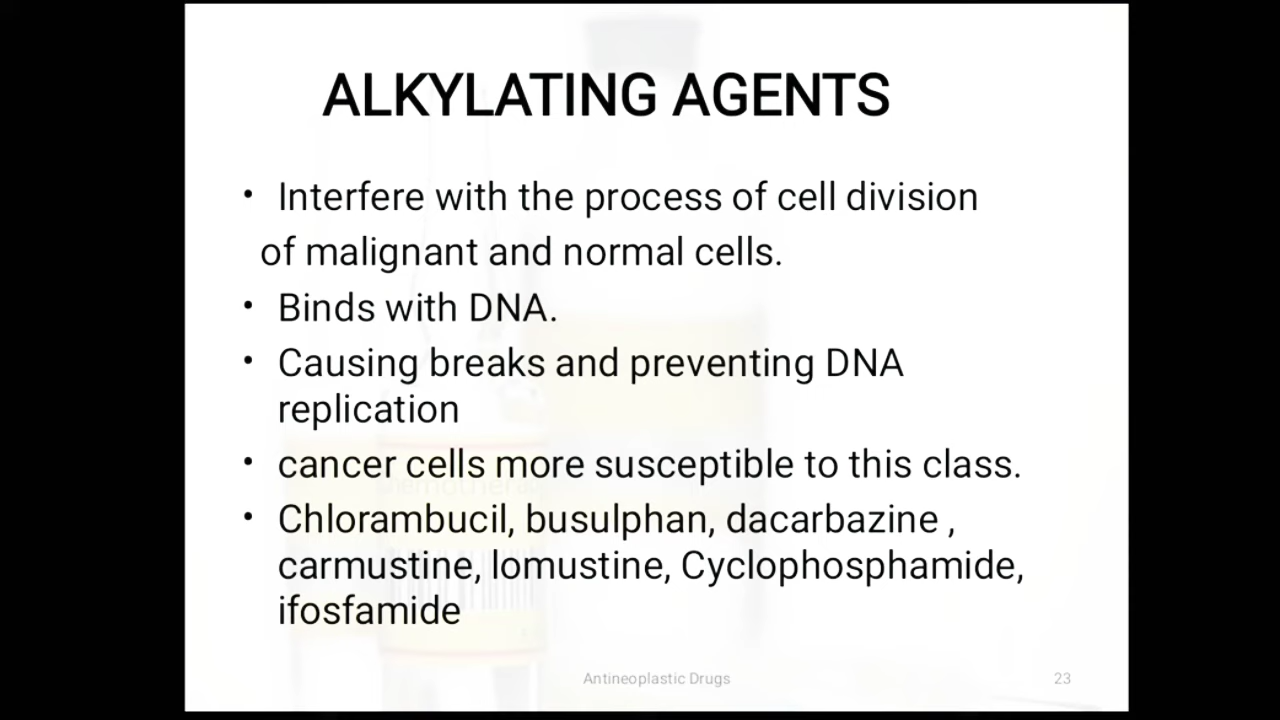 ALKYLATING AGENTS
• Interfere with the process of cell division
of malignant and normal cells.
• Binds with DNA.
• Causing breaks and preventing DNA
replication
• cancer cells more susceptible to this class.
• Chlorambucil, busulphan, dacarbazine ,
carmustine, lomustine, Cyclophosphamide,
ifosfamide
Antineoplastic Drugs
23